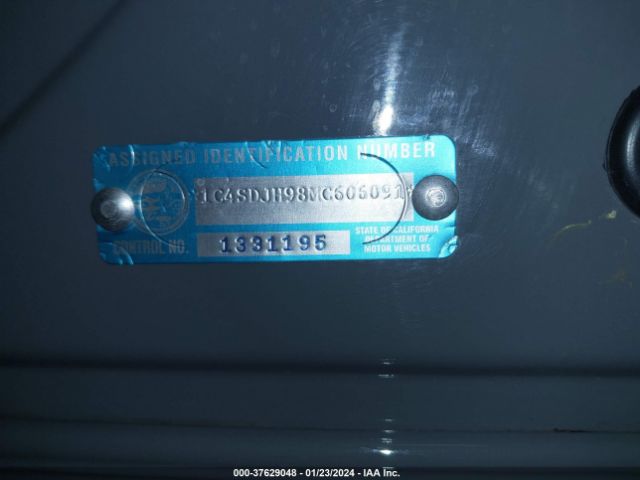 ASSIGNED IDENTIFICATION NUMBER
1C4SDJH98MC606091
CONTROL NO. 1331195
STATE OF CALIFORNIA
DEPARTMENT OF
MOTOR VEHICLES
000-37629048 - 01/23/2024 - IAA Inc.